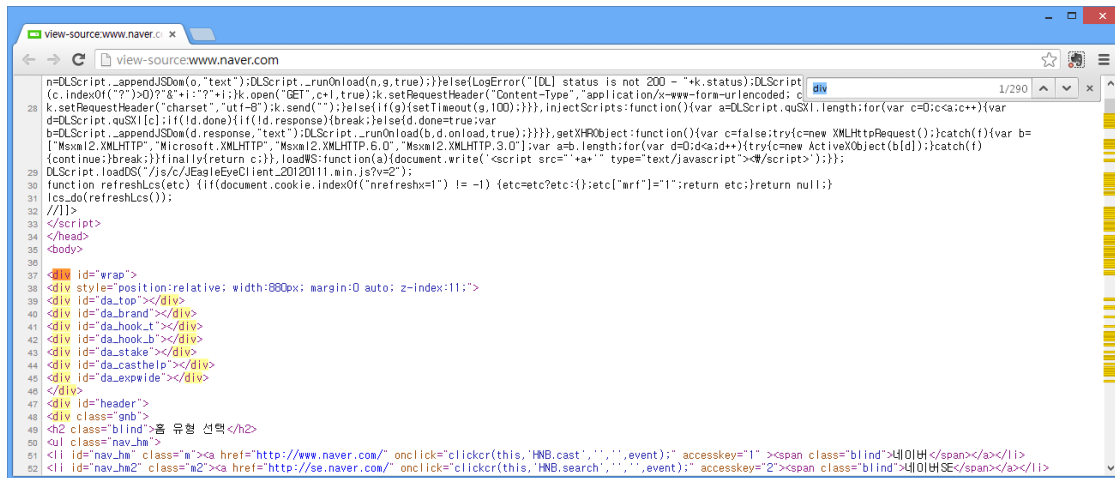 view-source:www.naver.c
view-source:www.naver.com
div
1/290
n=DLScript._appendJSDom(o,"text");DLScript._runOnload(n,g,true);}}else{LogError("[DL] status is not 200 - "+k.status);DLScript
(c.indexOf("?")>0)?"&"+i:"?"+i;}k.open("GET",c+l,true);k.setRequestHeader("Content-Type","application/x-www-form-urlencoded; c
28 k.setRequestHeader("charset","utf-8");k.send("");}else{if(g){setTimeout(g,100);}}},injectScripts:function(){var a=DLScript.quSXI.length;for(var c=0;c<a;c++){var
d=DLScript.quSXI[c];if(!d.done){if(!d.response){break;}else{d.done=true;var
b=DLScript._appendJSDom(d.response,"text");DLScript._runOnload(b,d.onload,true);}}}},getXHRObject:function(){var c=false;try{c=new XMLHttpRequest();}catch(f){var b=
["Msxml2.XMLHTTP","Microsoft.XMLHTTP","Msxml2.XMLHTTP.6.0","Msxml2.XMLHTTP.3.0"];var a=b.length;for(var d=0;d<a;d++){try{c=new ActiveXObject(b[d]);}catch(f)
{continue;}break;}}finally{return c;}},loadWS:function(a){document.write('<script src="'+a+'" type="text/javascript"><₩/script>');}};
29 DLScript.loadDS("/js/c/JEagleEyeClient_20120111.min.js?v=2");
30 function refreshLcs(etc) {if(document.cookie.indexOf("nrefreshx=1") != -1) {etc=etc?etc:{};etc["mrf"]="1";return etc;}return null;}
31 lcs_do(refreshLcs());
32 //]]>
33 </script>
34 </head>
35 <body>
36
37 <div id="wrap">
38 <div style="position:relative; width:880px; margin:0 auto; z-index:11;">
39 <div id="da_top"></div>
40 <div id="da_brand"></div>
41 <div id="da_hook_t"></div>
42 <div id="da_hook_b"></div>
43 <div id="da_stake"></div>
44 <div id="da_casthelp"></div>
45 <div id="da_expwide"></div>
46 </div>
47 <div id="header">
48 <div class="gnb">
49 <h2 class="blind">홈 유형 선택</h2>
50 <ul class="nav_hm">
51 <li id="nav_hm" class="m"><a href="http://www.naver.com/" onclick="clickcr(this,'HNB.cast','','',event);" accesskey="1" ><span class="blind">네이버</span></a></li>
52 <li id="nav_hm2" class="m2"><a href="http://se.naver.com/" onclick="clickcr(this,'HNB.search','','',event);" accesskey="2"><span class="blind">네이버SE</span></a></li>